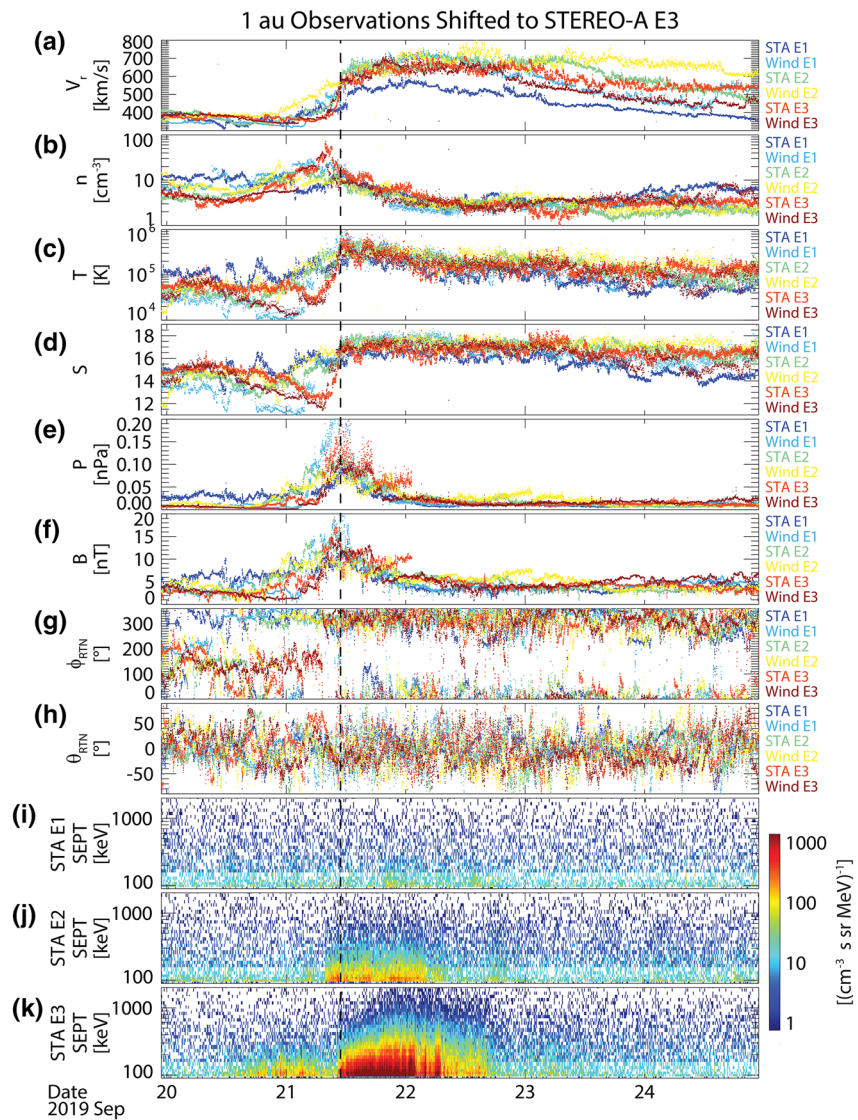 1 au Observations Shifted to STEREO-A E3
(a)
Vr
[km/s]
800
700
600
500
400
STA E1
Wind E1
STA E2
Wind E2
STA E3
Wind E3
(b)
n
[cm⁻³]
100
10
1
STA E1
Wind E1
STA E2
Wind E2
STA E3
Wind E3
(c)
T
[K]
10⁶
10⁵
10⁴
STA E1
Wind E1
STA E2
Wind E2
STA E3
Wind E3
(d)
S
18
16
14
12
STA E1
Wind E1
STA E2
Wind E2
STA E3
Wind E3
(e)
P
[nPa]
0.20
0.15
0.10
0.05
0.00
STA E1
Wind E1
STA E2
Wind E2
STA E3
Wind E3
(f)
B
[nT]
20
15
10
5
0
STA E1
Wind E1
STA E2
Wind E2
STA E3
Wind E3
(g)
ϕRTN
[°]
300
200
100
0
STA E1
Wind E1
STA E2
Wind E2
STA E3
Wind E3
(h)
θRTN
[°]
50
0
-50
STA E1
Wind E1
STA E2
Wind E2
STA E3
Wind E3
(i)
STA E1
SEPT
[keV]
1000
100
(j)
STA E2
SEPT
[keV]
1000
100
(k)
STA E3
SEPT
[keV]
1000
100
1000
100
10
1
[(cm⁻³ s sr MeV)⁻¹]
20 21 22 23 24
Date
2019 Sep